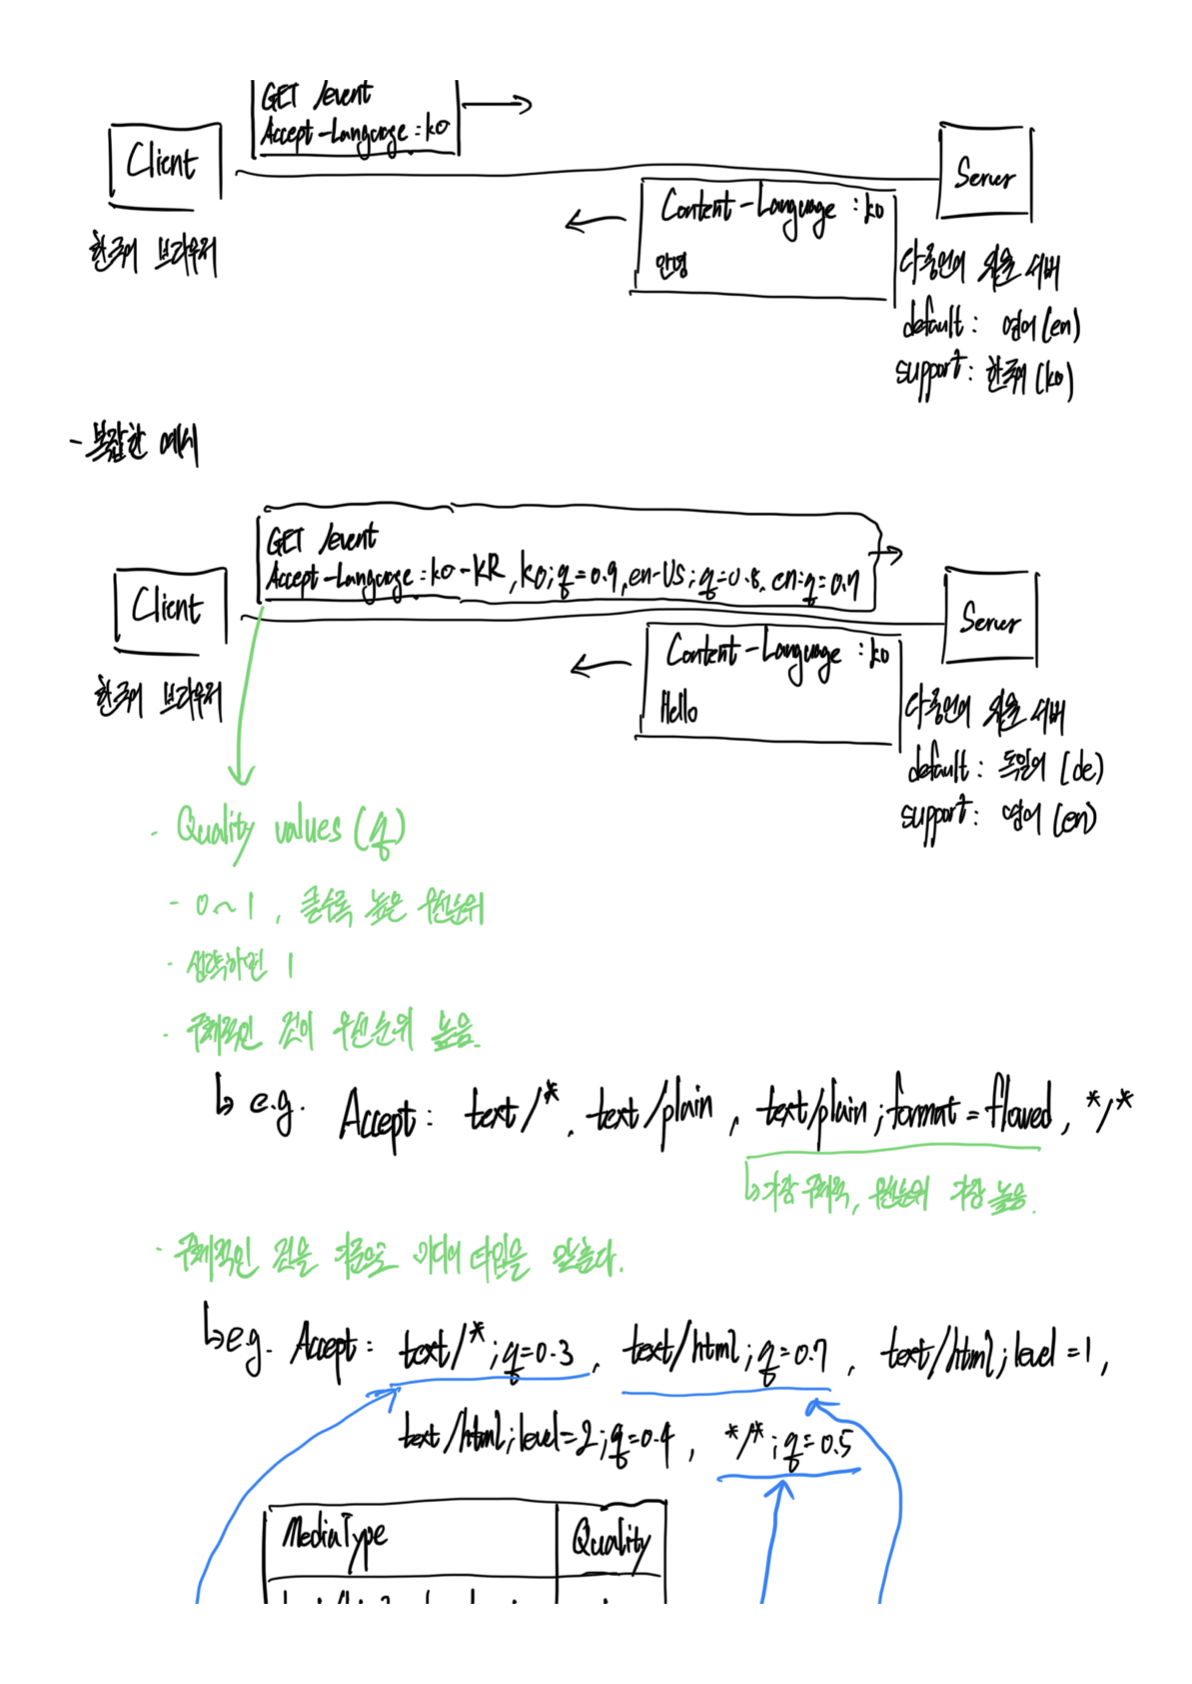 GET /event
Accept-Language : ko
Client
Server
Content-Language : ko
안녕
한국어 브라우저
다중언어 지원 서버
default : 영어(en)
support : 한국어(ko)
- 복잡한 예시
GET /event
Accept-Language : ko-KR, ko;q=0.9, en-US;q=0.8, en:q=0.7
Client
Server
Content-Language : ko
Hello
한국어 브라우저
다중언어 지원 서버
default : 독일어 (de)
support : 영어 (en)
· Quality values (q)
- 0~1, 클수록 높은 우선순위
- 생략하면 1
· 구체적인 것이 우선순위 높음.
↳ e.g. Accept: text/*, text/plain, text/plain;format=flowed, */*
↳ 가장 구체적, 우선순위 가장 높음.
· 구체적인 것을 기준으로 미디어 타입을 맞춘다.
↳ e.g. Accept: text/*;q=0.3, text/html;q=0.7, text/html;level=1,
text/html;level=2;q=0.4, */*;q=0.5
MediaType
Quality